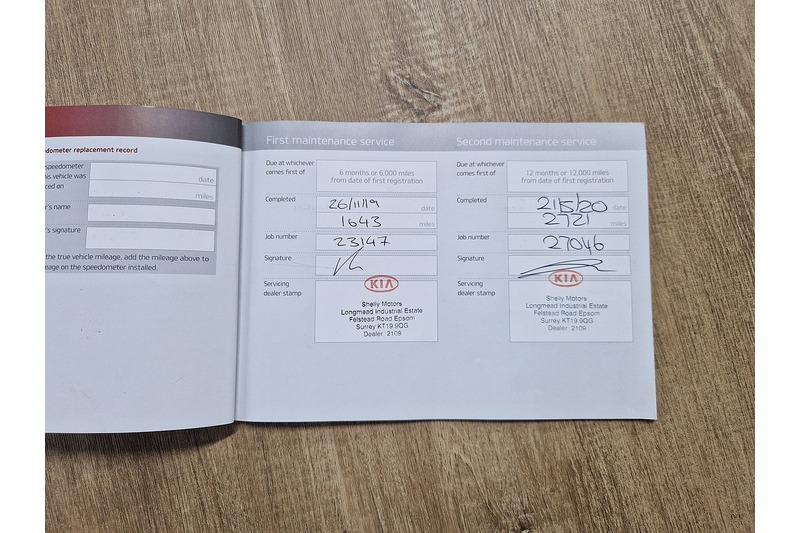 edometer replacement record
speedometer
his vehicle was
ced on
date
miles
er's name
r's signature
the true vehicle mileage, add the mileage above to
eage on the speedometer installed.
First maintenance service
Due at whichever
comes first of
6 months or 6,000 miles
from date of first registration
Completed
26/11/19 date
1643 miles
Job number
23147
Signature
Servicing
dealer stamp
KIA
Shelly Motors
Longmead Industrial Estate
Felstead Road Epsom
Surrey KT19 9QG
Dealer 2109
Second maintenance service
Due at whichever
comes first of
12 months or 12,000 miles
from date of first registration
Completed
21/5/20 date
2721 miles
Job number
27046
Signature
Servicing
dealer stamp
KIA
Shelly Motors
Longmead Industrial Estate
Felstead Road Epsom
Surrey KT19 9QG
Dealer 2109